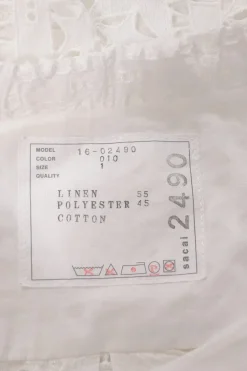 MODEL 16-02490
COLOR 010
SIZE 1
QUALITY
LINEN 55
POLYESTER 45
COTTON
sacai 2490